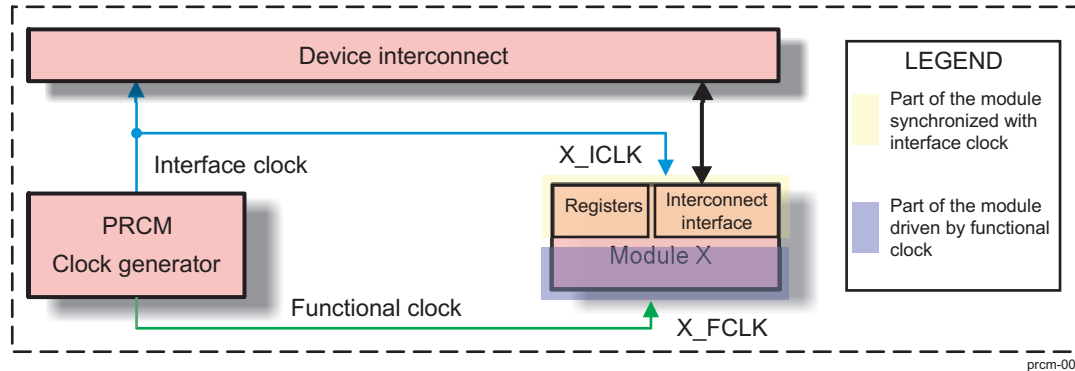 Device interconnect
Interface clock
X_ICLK
PRCM
Clock generator
Registers
Interconnect
interface
Module X
Functional clock
X_FCLK
LEGEND
Part of the module
synchronized with
interface clock
Part of the module
driven by functional
clock
prcm-00